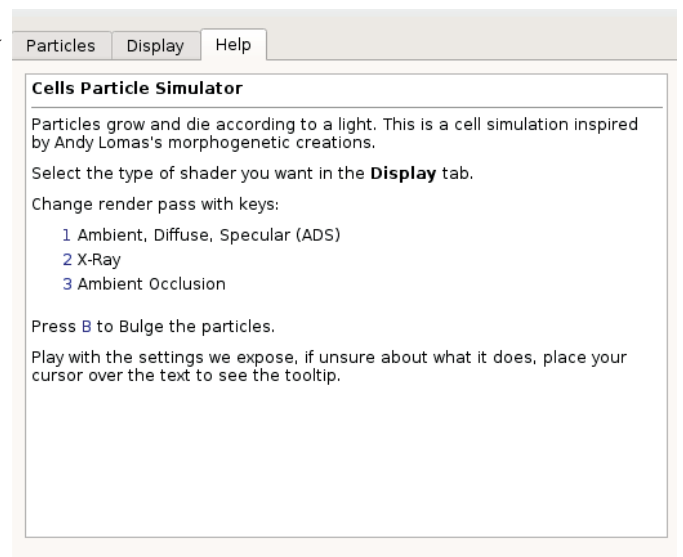 Particles Display Help
Cells Particle Simulator
Particles grow and die according to a light. This is a cell simulation inspired
by Andy Lomas's morphogenetic creations.
Select the type of shader you want in the Display tab.
Change render pass with keys:
1 Ambient, Diffuse, Specular (ADS)
2 X-Ray
3 Ambient Occlusion
Press B to Bulge the particles.
Play with the settings we expose, if unsure about what it does, place your
cursor over the text to see the tooltip.